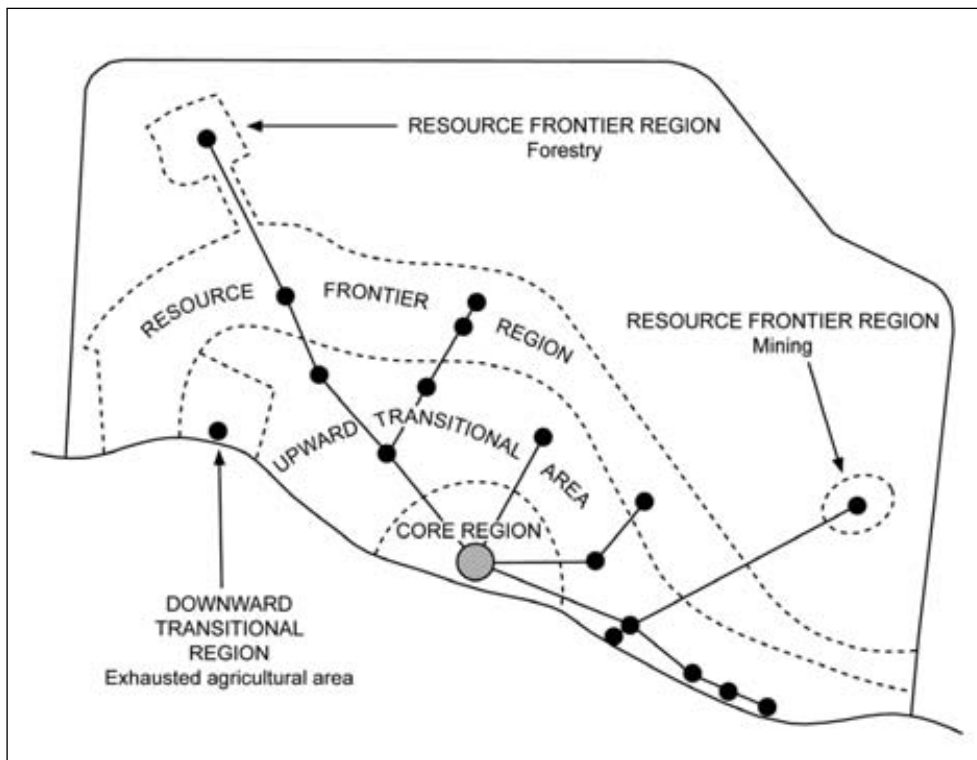 RESOURCE FRONTIER REGION
Forestry
RESOURCE FRONTIER REGION
RESOURCE FRONTIER REGION
Mining
UPWARD TRANSITIONAL AREA
CORE REGION
DOWNWARD
TRANSITIONAL
REGION
Exhausted agricultural area